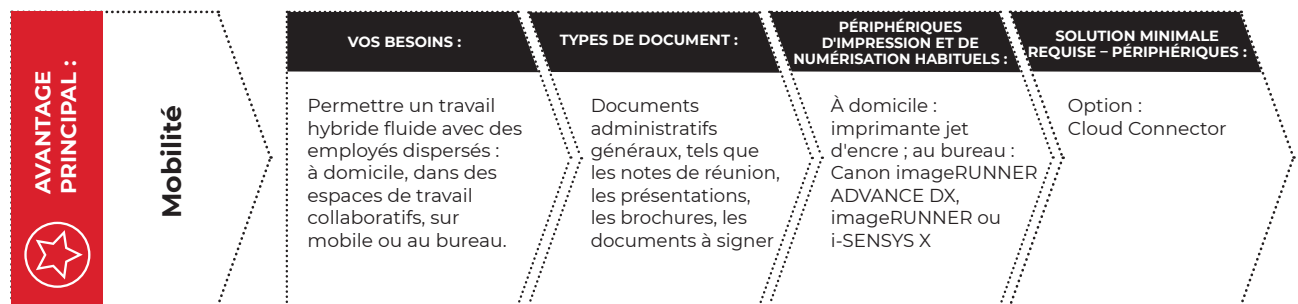 AVANTAGE
PRINCIPAL :
Mobilité
VOS BESOINS :
Permettre un travail
hybride fluide avec des
employés dispersés :
à domicile, dans des
espaces de travail
collaboratifs, sur
mobile ou au bureau.
TYPES DE DOCUMENT :
Documents
administratifs
généraux, tels que
les notes de réunion,
les présentations,
les brochures, les
documents à signer
PÉRIPHÉRIQUES
D'IMPRESSION ET DE
NUMÉRISATION HABITUELS :
À domicile :
imprimante jet
d'encre ; au bureau :
Canon imageRUNNER
ADVANCE DX,
imageRUNNER ou
i-SENSYS X
SOLUTION MINIMALE
REQUISE – PÉRIPHÉRIQUES :
Option :
Cloud Connector